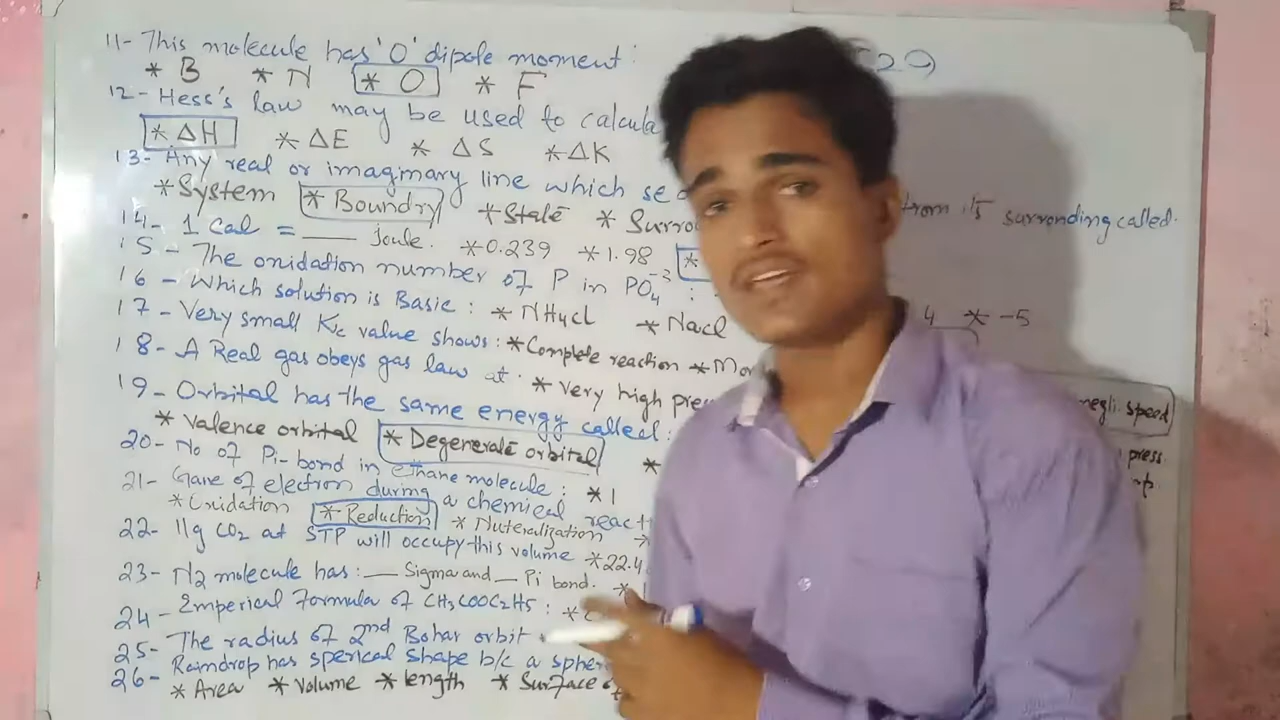 11- This molecule has 'O' dipole moment:
* B * N * O * F
12- Hess's law may be used to calcula
* ΔH * ΔE * ΔS * ΔK
13- Any real or imaginary line which se from its surronding called.
* System * Boundry * State * Surro
14- 1 Cal = ___ Joule. * 0.239 * 1.98 *
15- The oxidation number of P in PO4-3 :
16- Which solution is Basic : * NH4cl * Nacl 4 * -5
17- Very small Kc value shows: * Complete reaction * Mo negli. speed
18- A Real gas obeys gas law at * Very high pre press
19- Orbital has the same energy called:
* Valence orbital * Degenerate orbital *
20- No of Pi-bond in ethane molecule : * 1
21- Gane of electron during a chemical react
* Oxidation * Reduction * Nuteralization
22- 11g CO2 at STP will occupy this volume * 22.4
23- N2 molecule has: ___ Sigma and __ Pi bond. *
24- Emperical Formula of CH3COOC2H5 : *
25- The radius of 2nd Bohar orbit
26- Raindrop has sperical shape b/c a spher
* Area * Volume * length * Surface